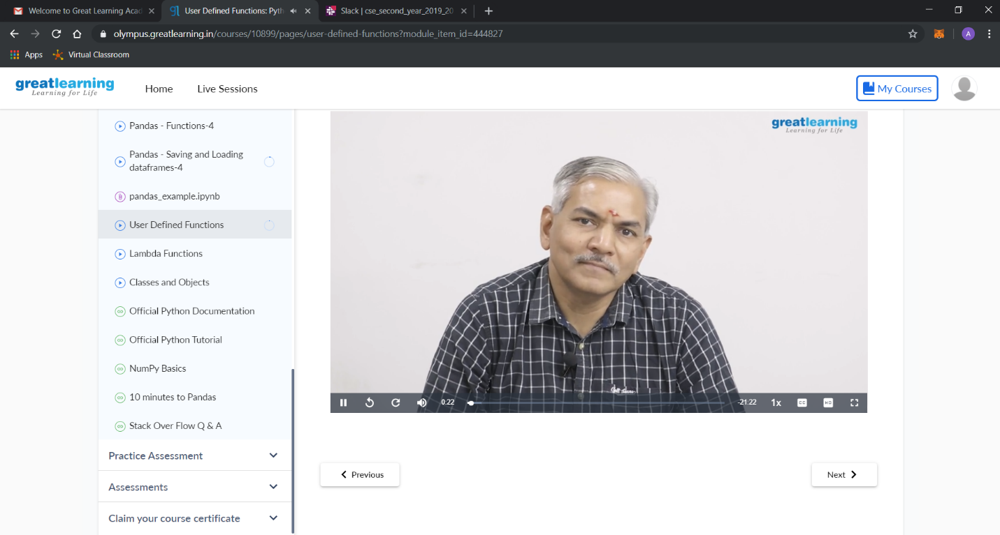 Welcome to Great Learning Acad
User Defined Functions: Pyth
Slack | cse_second_year_2019_20
olympus.greatlearning.in/courses/10899/pages/user-defined-functions?module_item_id=444827
A
Apps
Virtual Classroom
greatlearning
Learning for Life
Home
Live Sessions
My Courses
Pandas - Functions-4
Pandas - Saving and Loading
dataframes-4
pandas_example.ipynb
User Defined Functions
Lambda Functions
Classes and Objects
Official Python Documentation
Official Python Tutorial
NumPy Basics
10 minutes to Pandas
Stack Over Flow Q & A
Practice Assessment
Assessments
Claim your course certificate
greatlearning
Learning for Life
0:22
-21:22
1x
CC
HD
Previous
Next